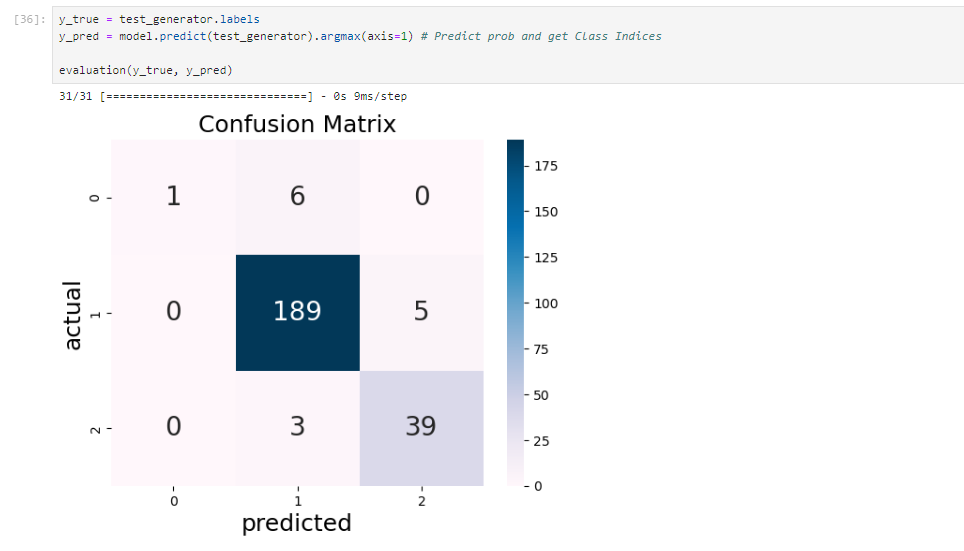 [36]: y_true = test_generator.labels
y_pred = model.predict(test_generator).argmax(axis=1) # Predict prob and get Class Indices
evaluation(y_true, y_pred)
31/31 [==============================] - 0s 9ms/step
Confusion Matrix
0 1 6 0
175
150
125
actual 1 0 189 5
100
75
50
2 0 3 39
25
0
0 1 2
predicted